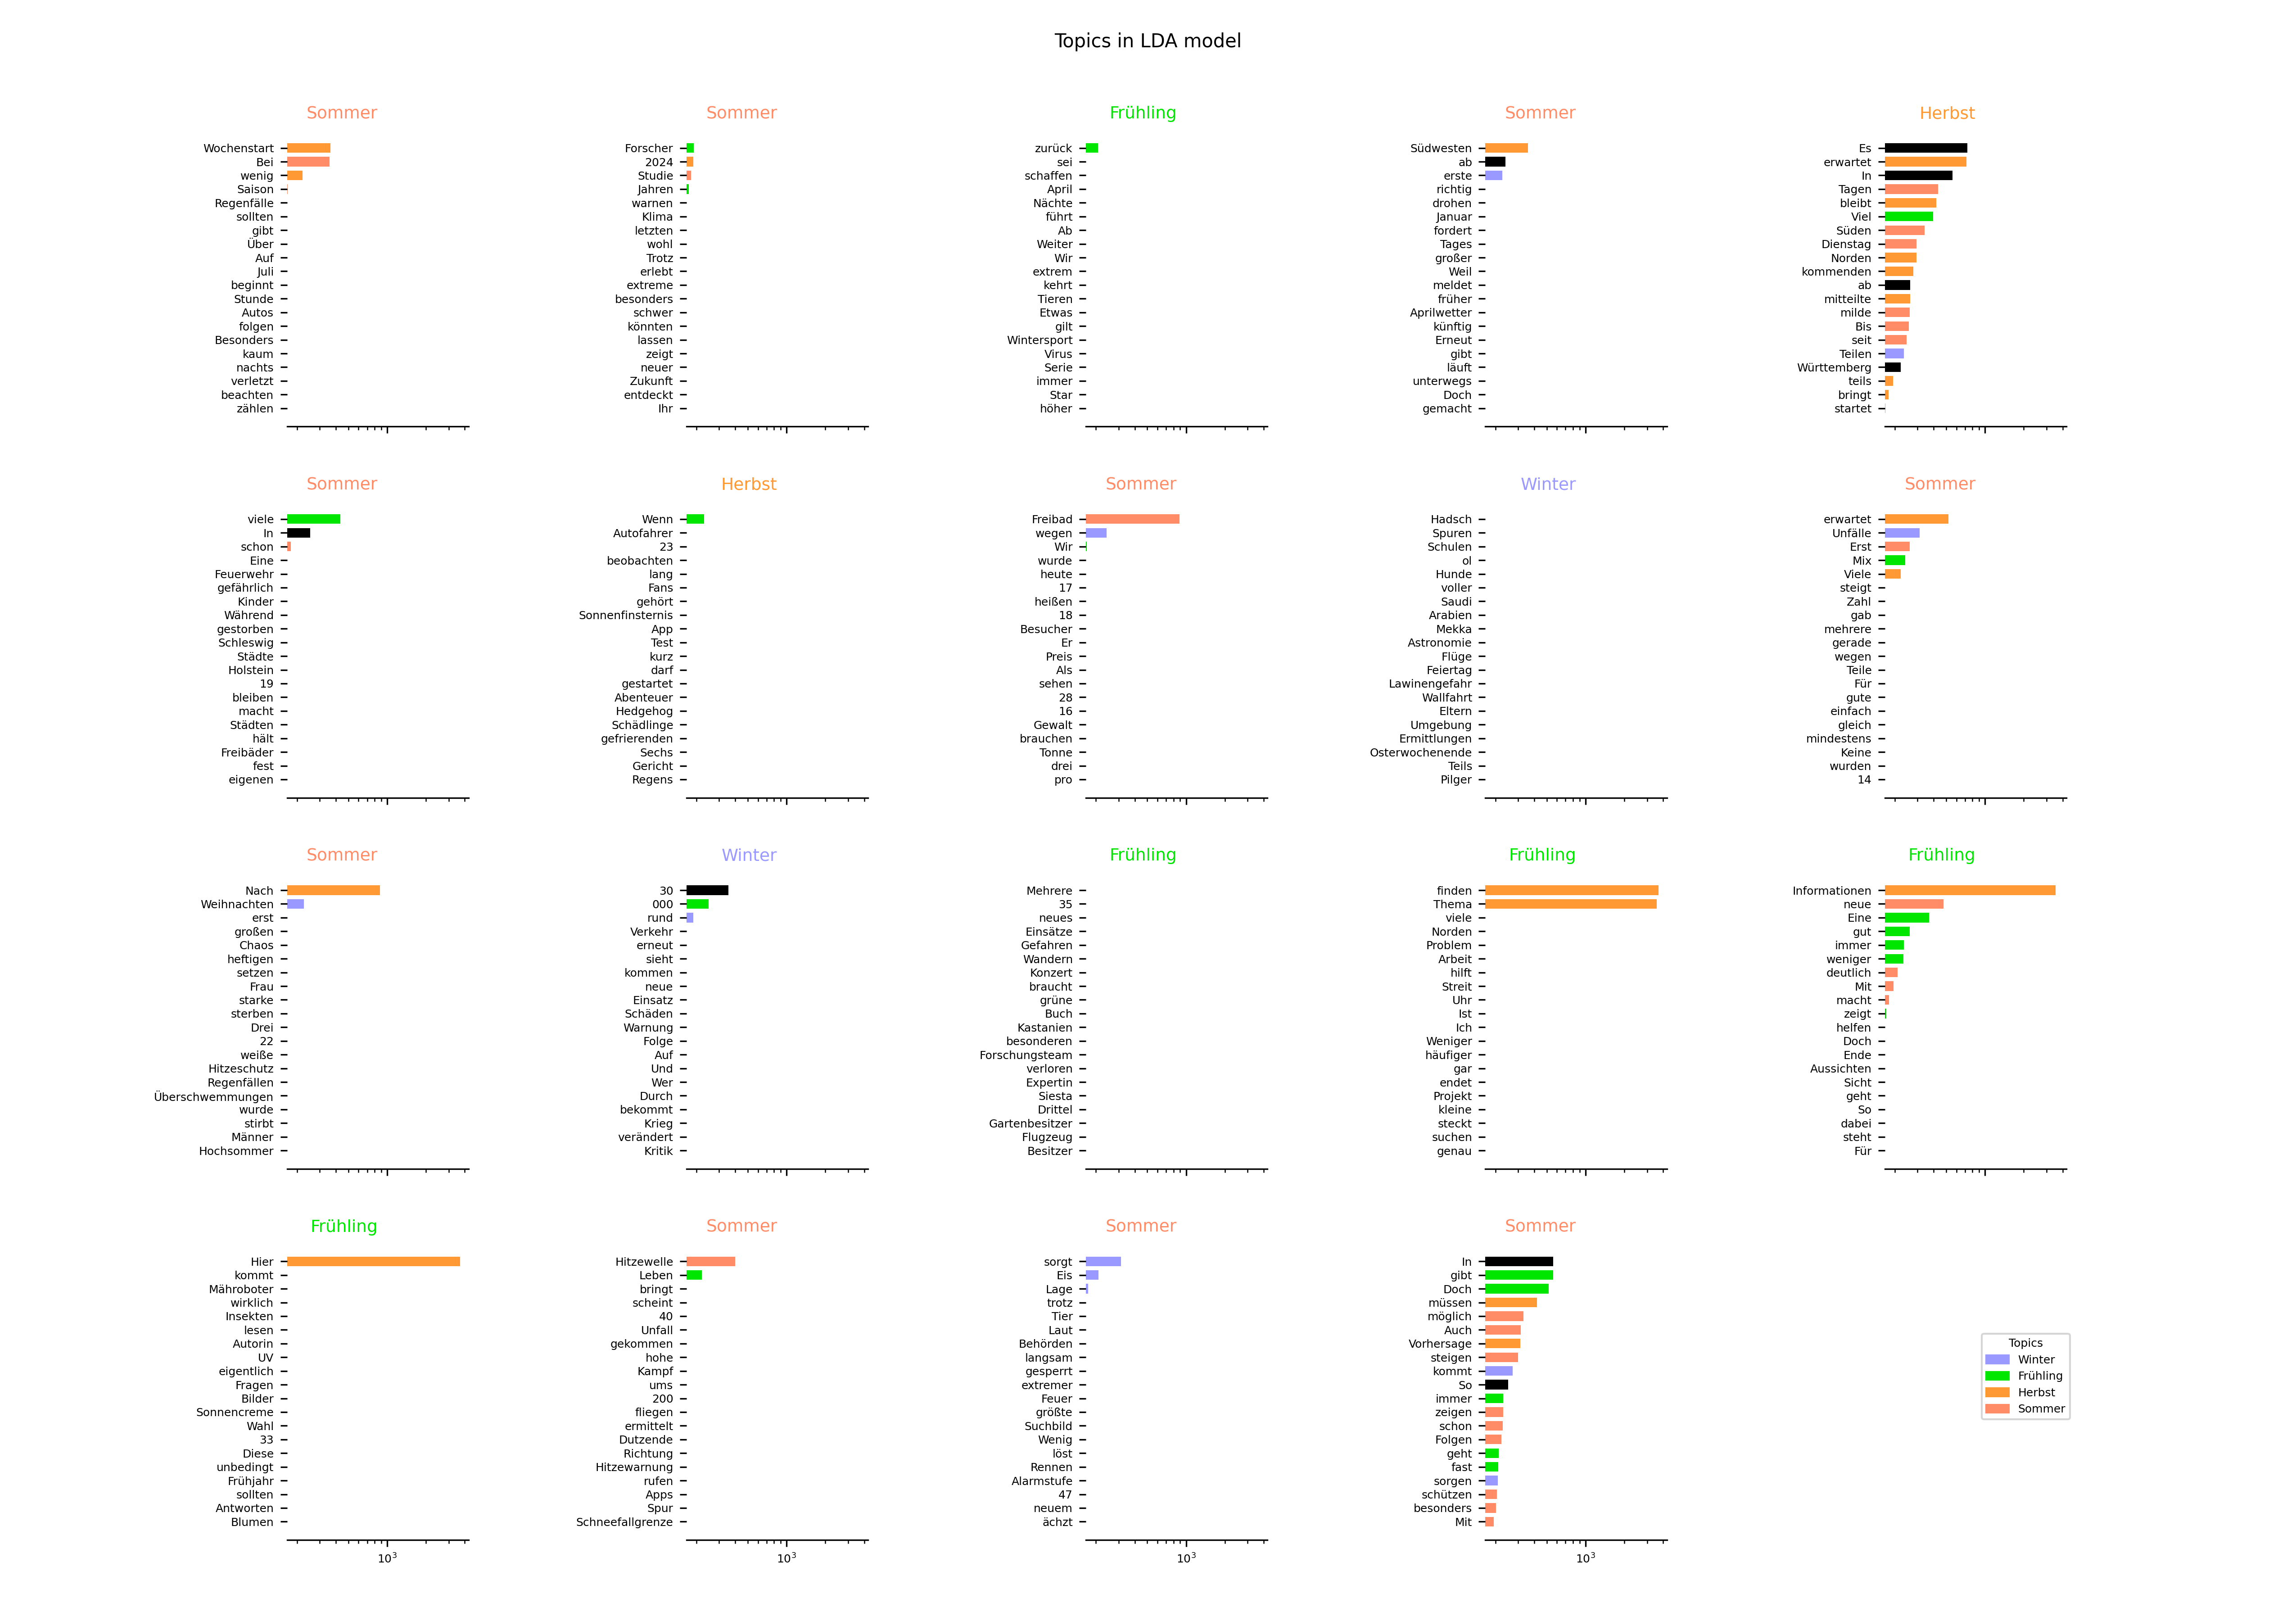 Topics in LDA model
Sommer
Wochenstart
Bei
wenig
Saison
Regenfälle
sollten
gibt
Über
Auf
Juli
beginnt
Stunde
Autos
folgen
Besonders
kaum
nachts
verletzt
beachten
zählen
Sommer
Forscher
2024
Studie
Jahren
warnen
Klima
letzten
wohl
Trotz
erlebt
extreme
besonders
schwer
könnten
lassen
zeigt
neuer
Zukunft
entdeckt
Ihr
Frühling
zurück
sei
schaffen
April
Nächte
führt
Ab
Weiter
Wir
extrem
kehrt
Tieren
Etwas
gilt
Wintersport
Virus
Serie
immer
Star
höher
Sommer
Südwesten
ab
erste
richtig
drohen
Januar
fordert
Tages
großer
Weil
meldet
früher
Aprilwetter
künftig
Erneut
gibt
läuft
unterwegs
Doch
gemacht
Herbst
Es
erwartet
In
Tagen
bleibt
Viel
Süden
Dienstag
Norden
kommenden
ab
mitteilte
milde
Bis
seit
Teilen
Württemberg
teils
bringt
startet
Sommer
viele
In
schon
Eine
Feuerwehr
gefährlich
Kinder
Während
gestorben
Schleswig
Städte
Holstein
19
bleiben
macht
Städten
hält
Freibäder
fest
eigenen
Herbst
Wenn
Autofahrer
23
beobachten
lang
Fans
gehört
Sonnenfinsternis
App
Test
kurz
darf
gestartet
Abenteuer
Hedgehog
Schädlinge
gefrierenden
Sechs
Gericht
Regens
Sommer
Freibad
wegen
Wir
wurde
heute
17
heißen
18
Besucher
Er
Preis
Als
sehen
28
16
Gewalt
brauchen
Tonne
drei
pro
Winter
Hadsch
Spuren
Schulen
ol
Hunde
voller
Saudi
Arabien
Mekka
Astronomie
Flüge
Feiertag
Lawinengefahr
Wallfahrt
Eltern
Umgebung
Ermittlungen
Osterwochenende
Teils
Pilger
Sommer
erwartet
Unfälle
Erst
Mix
Viele
steigt
Zahl
gab
mehrere
gerade
wegen
Teile
Für
gute
einfach
gleich
mindestens
Keine
wurden
14
Sommer
Nach
Weihnachten
erst
großen
Chaos
heftigen
setzen
Frau
starke
sterben
Drei
22
weiße
Hitzeschutz
Regenfällen
Überschwemmungen
wurde
stirbt
Männer
Hochsommer
Winter
30
000
rund
Verkehr
erneut
sieht
kommen
neue
Einsatz
Schäden
Warnung
Folge
Auf
Und
Wer
Durch
bekommt
Krieg
verändert
Kritik
Frühling
Mehrere
35
neues
Einsätze
Gefahren
Wandern
Konzert
braucht
grüne
Buch
Kastanien
besonderen
Forschungsteam
verloren
Expertin
Siesta
Drittel
Gartenbesitzer
Flugzeug
Besitzer
Frühling
finden
Thema
viele
Norden
Problem
Arbeit
hilft
Streit
Uhr
Ist
Ich
Weniger
häufiger
gar
endet
Projekt
kleine
steckt
suchen
genau
Frühling
Informationen
neue
Eine
gut
immer
weniger
deutlich
Mit
macht
zeigt
helfen
Doch
Ende
Aussichten
Sicht
geht
So
dabei
steht
Für
Frühling
Hier
kommt
Mähroboter
wirklich
Insekten
lesen
Autorin
UV
eigentlich
Fragen
Bilder
Sonnencreme
Wahl
33
Diese
unbedingt
Frühjahr
sollten
Antworten
Blumen
10³
Sommer
Hitzewelle
Leben
bringt
scheint
40
Unfall
gekommen
hohe
Kampf
ums
200
fliegen
ermittelt
Dutzende
Richtung
Hitzewarnung
rufen
Apps
Spur
Schneefallgrenze
10³
Sommer
sorgt
Eis
Lage
trotz
Tier
Laut
Behörden
langsam
gesperrt
extremer
Feuer
größte
Suchbild
Wenig
löst
Rennen
Alarmstufe
47
neuem
ächzt
10³
Sommer
In
gibt
Doch
müssen
möglich
Auch
Vorhersage
steigen
kommt
So
immer
zeigen
schon
Folgen
geht
fast
sorgen
schützen
besonders
Mit
10³
Topics
Winter
Frühling
Herbst
Sommer